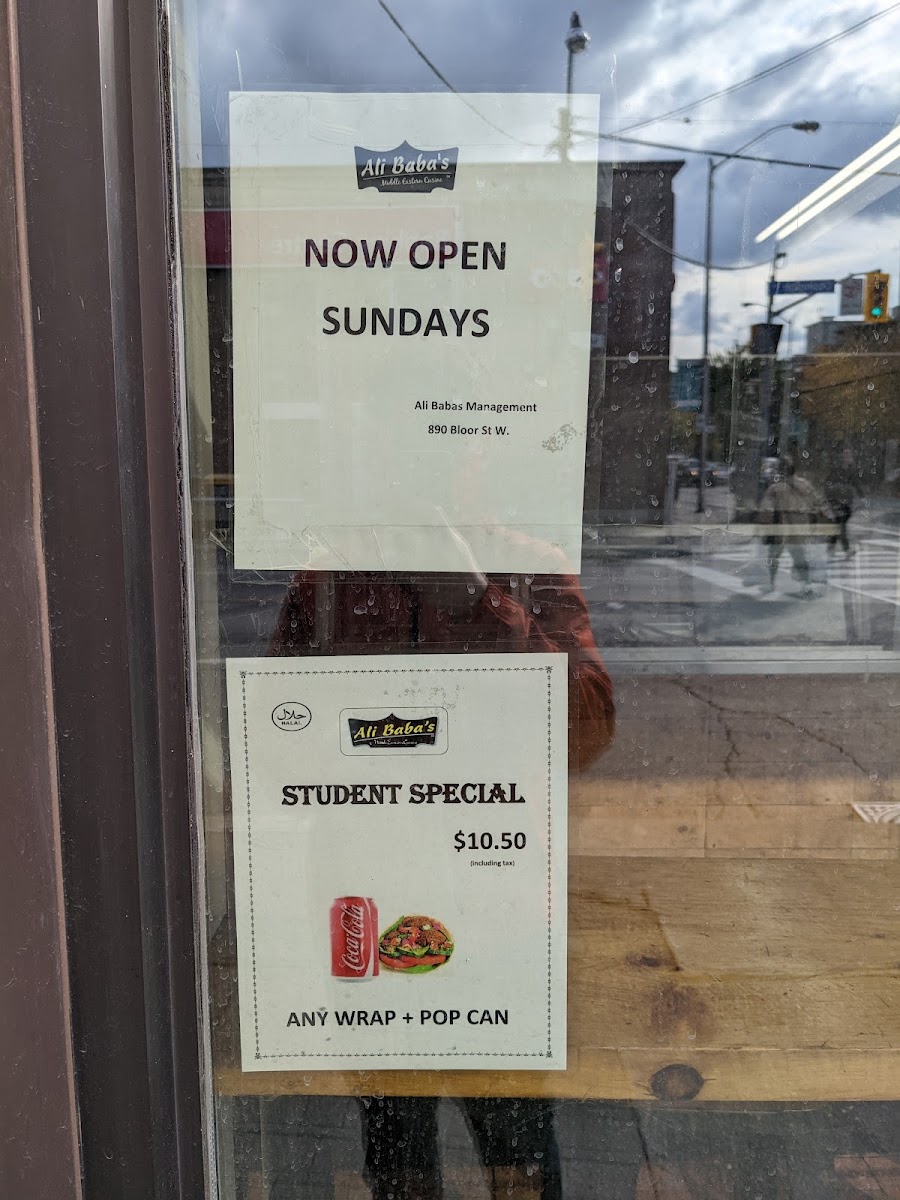 Ali Baba's
Middle Eastern Cuisine
NOW OPEN
SUNDAYS
Ali Babas Management
890 Bloor St W.
حلال
HALAL
Ali Baba's
STUDENT SPECIAL
$10.50
(including tax)
Coca-Cola
ANY WRAP + POP CAN